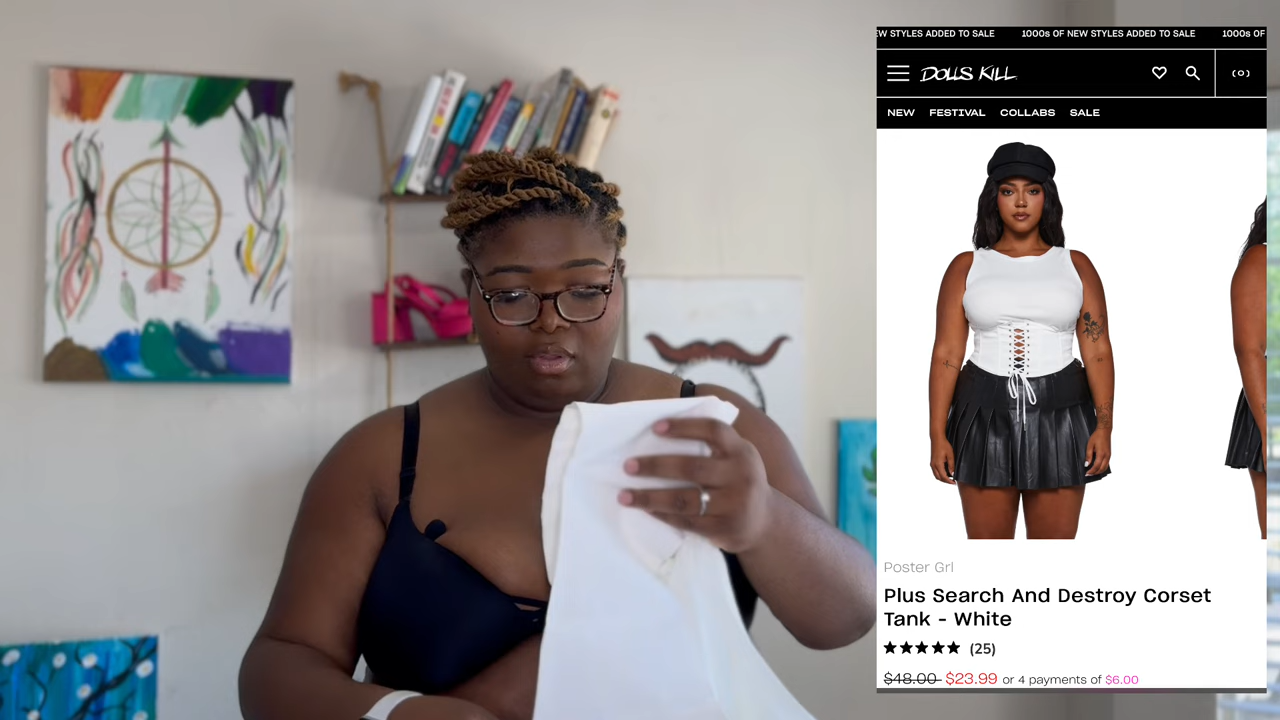 EW STYLES ADDED TO SALE 1000s OF NEW STYLES ADDED TO SALE 1000s OF
DOLLS KILL
NEW FESTIVAL COLLABS SALE
Poster Grl
Plus Search And Destroy Corset
Tank - White
(25)
$48.00 $23.99 or 4 payments of $6.00